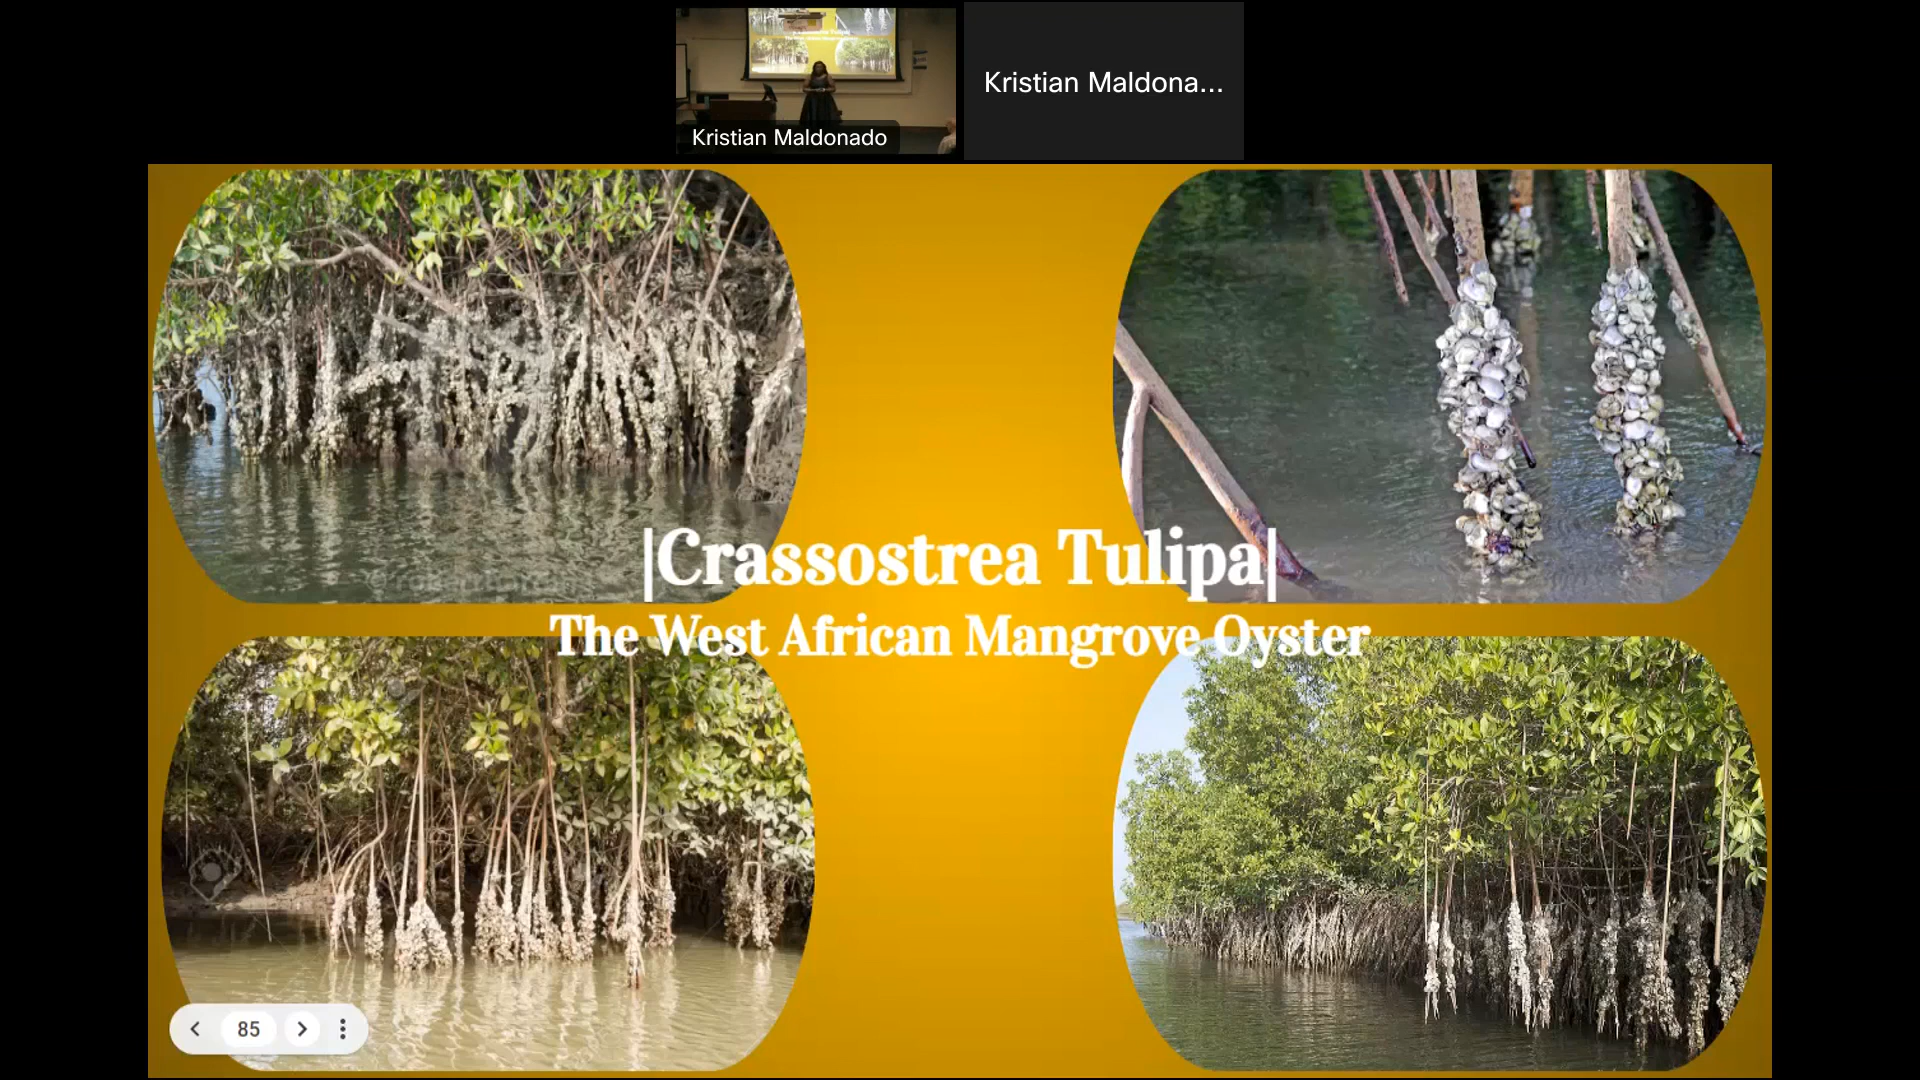 Kristian Maldonado
Kristian Maldona...
|Crassostrea Tulipa|
The West African Mangrove Oyster
85